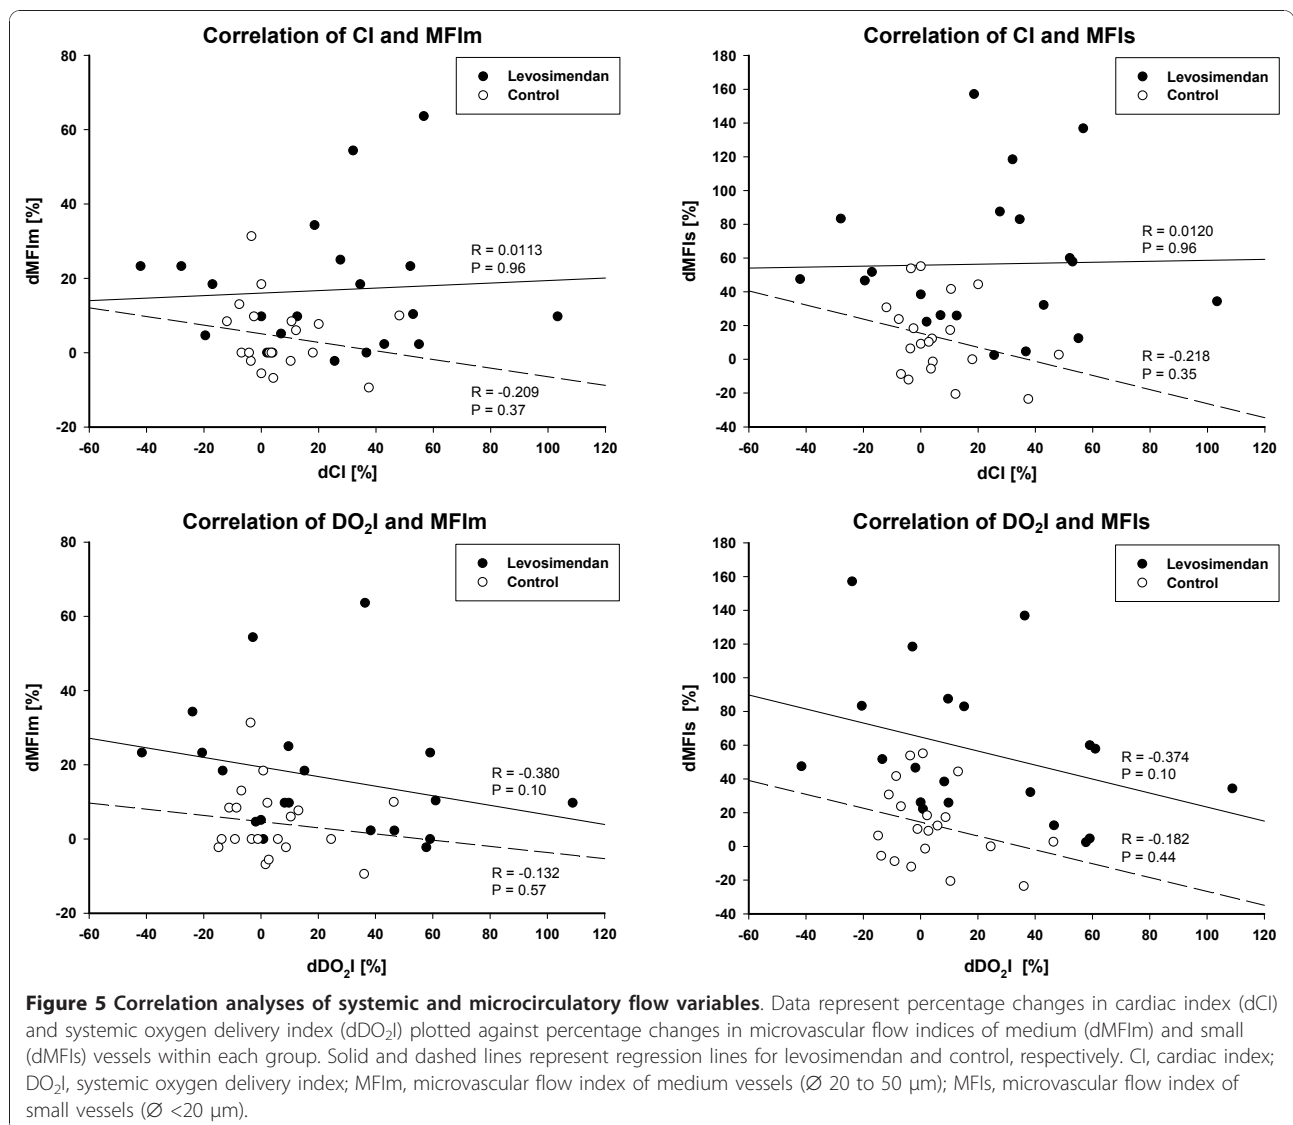 Correlation of CI and MFIm
80
60
40
20
0
-20
-60 -40 -20 0 20 40 60 80 100 120
dMFIm [%]
dCI [%]
Levosimendan
Control
R = 0.0113
P = 0.96
R = -0.209
P = 0.37
Correlation of CI and MFIs
180
160
140
120
100
80
60
40
20
0
-20
-40
-60 -40 -20 0 20 40 60 80 100 120
dMFIs [%]
dCI [%]
Levosimendan
Control
R = 0.0120
P = 0.96
R = -0.218
P = 0.35
Correlation of DO₂I and MFIm
80
60
40
20
0
-20
-60 -40 -20 0 20 40 60 80 100 120
dMFIm [%]
dDO₂I [%]
Levosimendan
Control
R = -0.380
P = 0.10
R = -0.132
P = 0.57
Correlation of DO₂I and MFIs
180
160
140
120
100
80
60
40
20
0
-20
-40
-60 -40 -20 0 20 40 60 80 100 120
dMFIs [%]
dDO₂I [%]
Levosimendan
Control
R = -0.374
P = 0.10
R = -0.182
P = 0.44
Figure 5 Correlation analyses of systemic and microcirculatory flow variables. Data represent percentage changes in cardiac index (dCI)
and systemic oxygen delivery index (dDO₂I) plotted against percentage changes in microvascular flow indices of medium (dMFIm) and small
(dMFIs) vessels within each group. Solid and dashed lines represent regression lines for levosimendan and control, respectively. CI, cardiac index;
DO₂I, systemic oxygen delivery index; MFIm, microvascular flow index of medium vessels (Ø 20 to 50 μm); MFIs, microvascular flow index of
small vessels (Ø <20 μm).